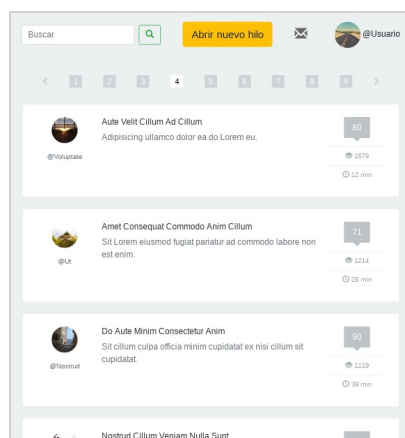 Buscar
Abrir nuevo hilo
@Usuario
1 2 3 4 5 6 7 8 9
Aute Velit Cillum Ad Cillum
Adipisicing ullamco dolor ea do Lorem eu.
@Voluptate
80
1679
12 min
Amet Consequat Commodo Anim Cillum
Sit Lorem eiusmod fugiat pariatur ad commodo labore non
est enim.
@Ut
71
1214
28 min
Do Aute Minim Consectetur Anim
Sit cillum culpa officia minim cupidatat ex nisi cillum sit
cupidatat.
@Nostrud
90
1119
39 min
Nostrud Cillum Veniam Nulla Sunt